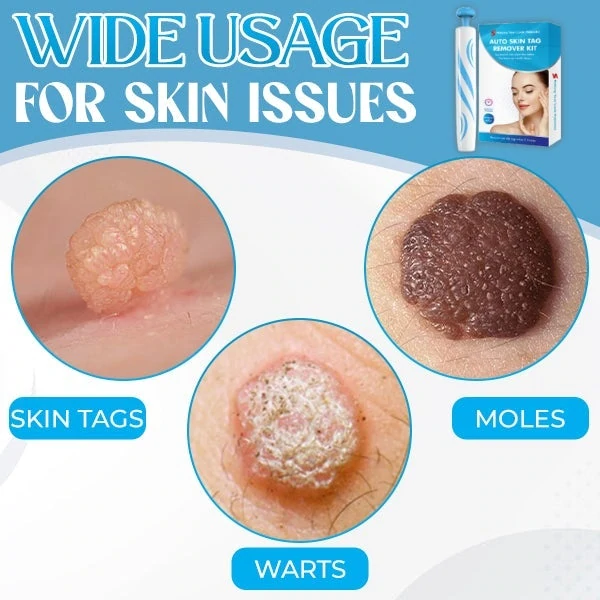 WIDE USAGE
FOR SKIN ISSUES
AUTO SKIN TAG
REMOVER KIT
SKIN TAGS
MOLES
WARTS